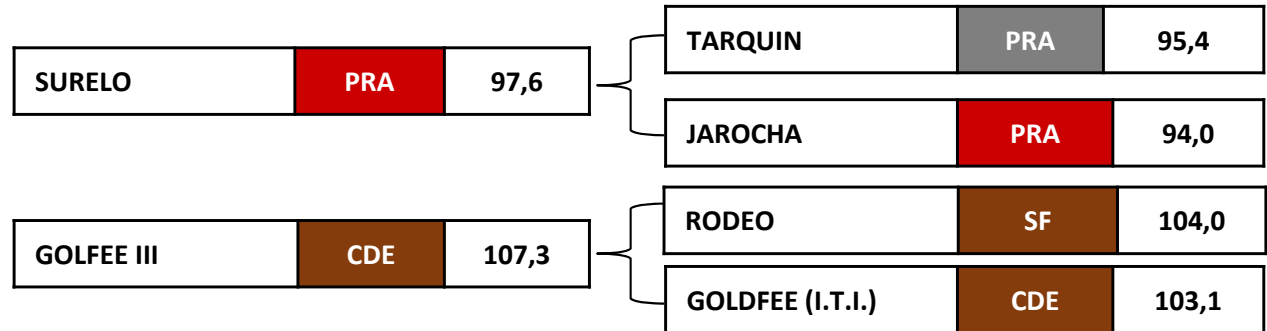 TARQUIN PRA 95,4
SURELO PRA 97,6
JAROCHA PRA 94,0
RODEO SF 104,0
GOLFEE III CDE 107,3
GOLDFEE (I.T.I.) CDE 103,1